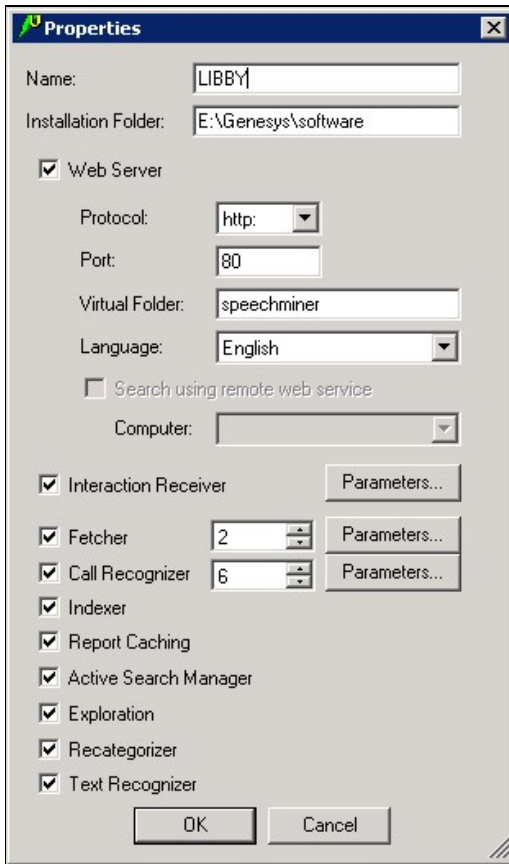 Properties
Name: LIBBY
Installation Folder: E:\Genesys\software
Web Server
Protocol: http:
Port: 80
Virtual Folder: speechminer
Language: English
Search using remote web service
Computer:
Interaction Receiver Parameters...
Fetcher 2 Parameters...
Call Recognizer 6 Parameters...
Indexer
Report Caching
Active Search Manager
Exploration
Recategorizer
Text Recognizer
OK Cancel